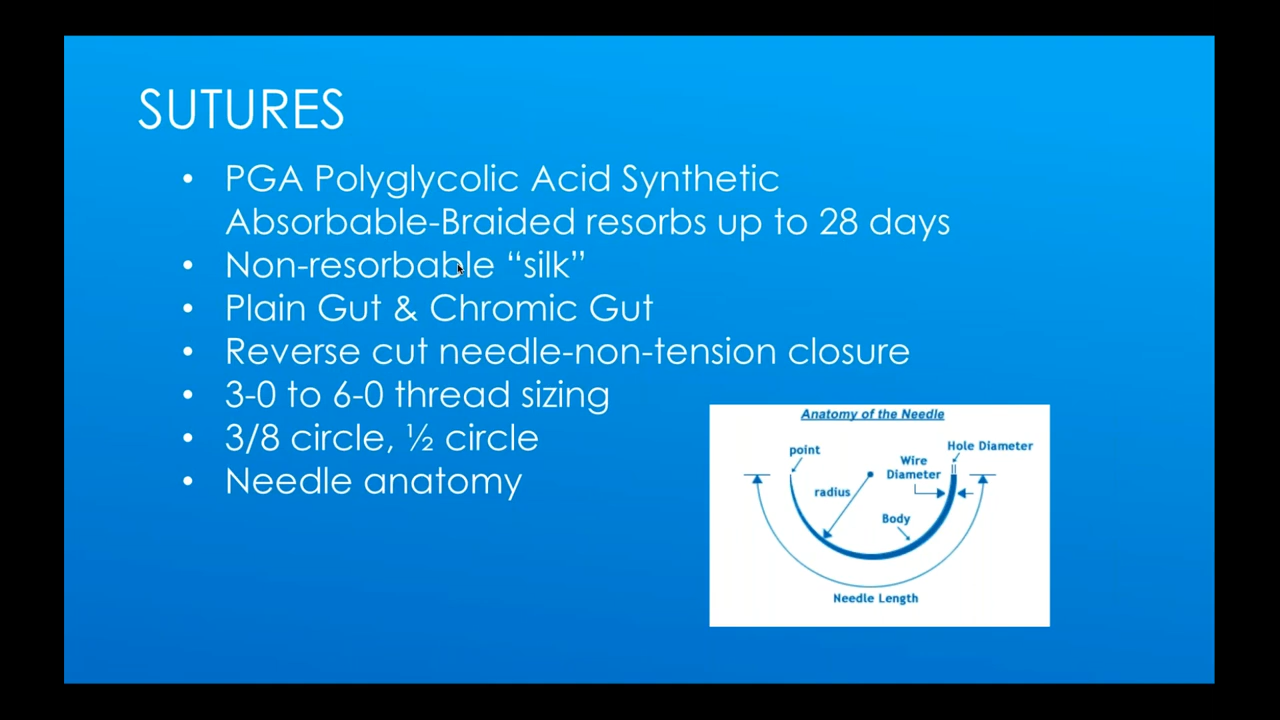 SUTURES
• PGA Polyglycolic Acid Synthetic
Absorbable-Braided resorbs up to 28 days
• Non-resorbable “silk”
• Plain Gut & Chromic Gut
• Reverse cut needle-non-tension closure
• 3-0 to 6-0 thread sizing
• 3/8 circle, ½ circle
• Needle anatomy
Anatomy of the Needle
point
Hole Diameter
Wire
Diameter
radius
Body
Needle Length